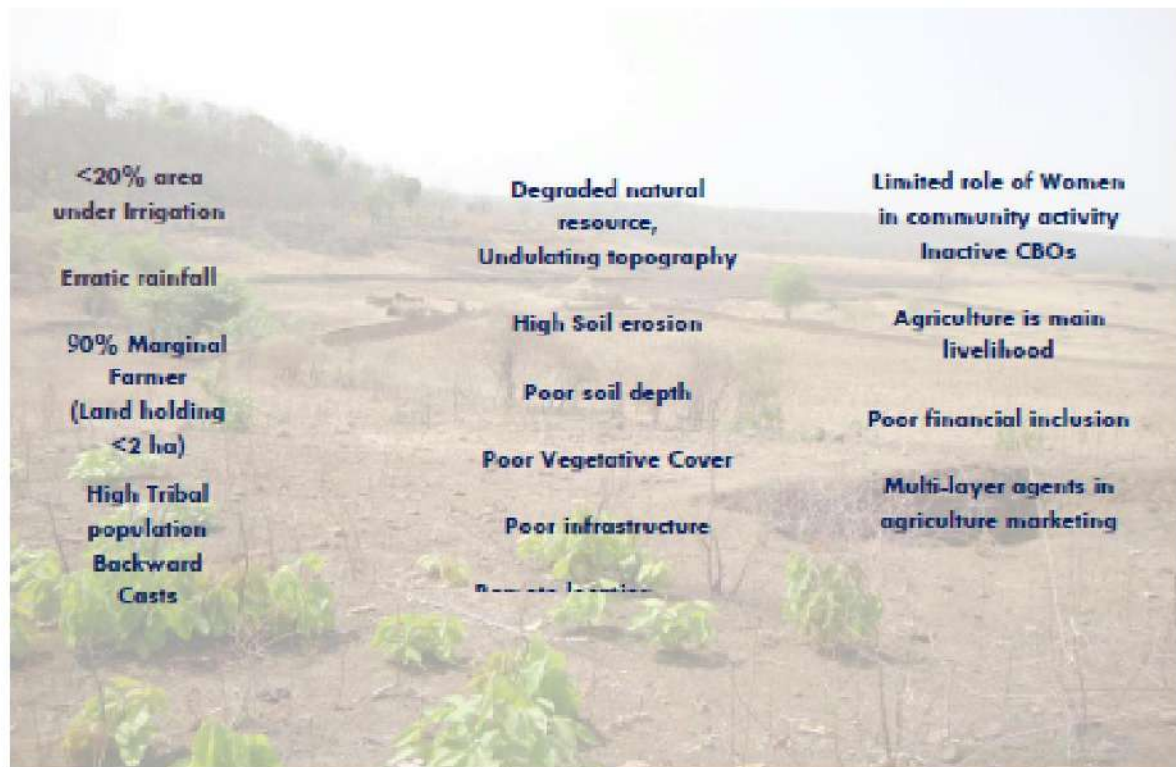 <20% area
under Irrigation
Erratic rainfall
90% Marginal
Farmer
(Land holding
<2 ha)
High Tribal
population
Backward
Casts
Degraded natural
resource,
Undulating topography
High Soil erosion
Poor soil depth
Poor Vegetative Cover
Poor infrastructure
Limited role of Women
in community activity
Inactive CBOs
Agriculture is main
livelihood
Poor financial inclusion
Multi-layer agents in
agriculture marketing